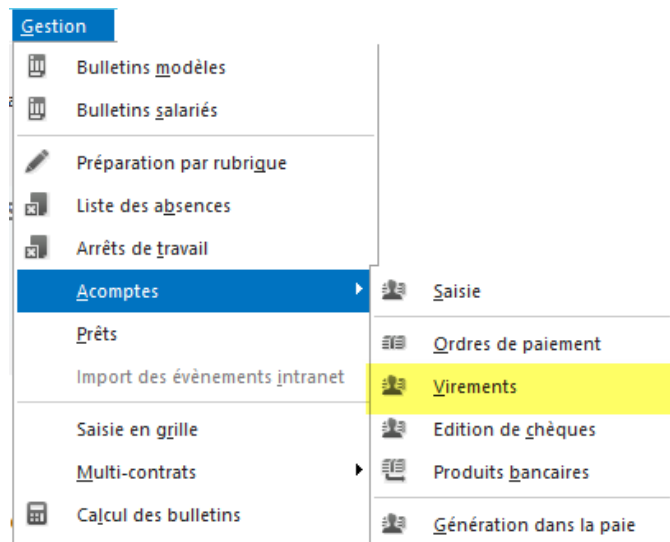 Gestion
Bulletins modèles
Bulletins salariés
Préparation par rubrique
Liste des absences
Arrêts de travail
Acomptes
Prêts
Import des évènements intranet
Saisie en grille
Multi-contrats
Calcul des bulletins
Saisie
Ordres de paiement
Virements
Edition de chèques
Produits bancaires
Génération dans la paie